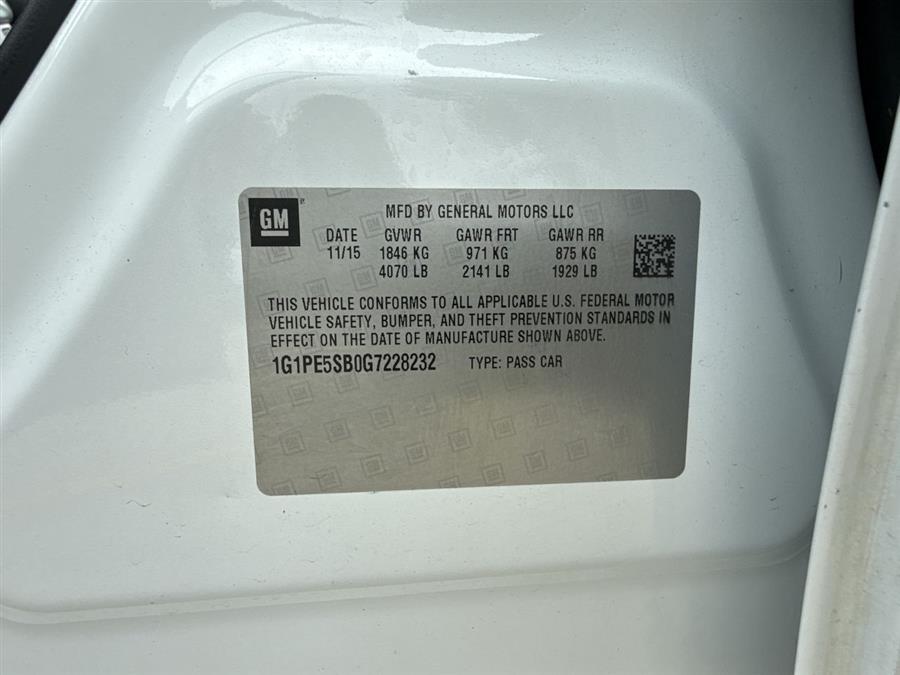 GM
MFD BY GENERAL MOTORS LLC
DATE GVWR GAWR FRT GAWR RR
11/15 1846 KG 971 KG 875 KG
4070 LB 2141 LB 1929 LB
THIS VEHICLE CONFORMS TO ALL APPLICABLE U.S. FEDERAL MOTOR
VEHICLE SAFETY, BUMPER, AND THEFT PREVENTION STANDARDS IN
EFFECT ON THE DATE OF MANUFACTURE SHOWN ABOVE.
1G1PE5SB0G7228232 TYPE: PASS CAR